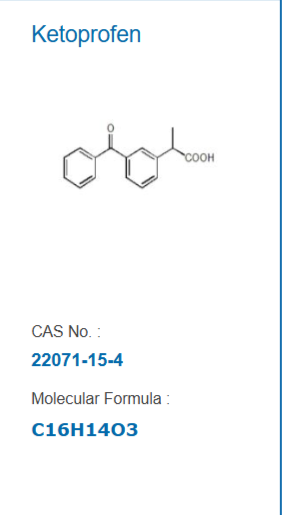 Ketoprofen
O
COOH
CAS No. :
22071-15-4
Molecular Formula :
C16H14O3